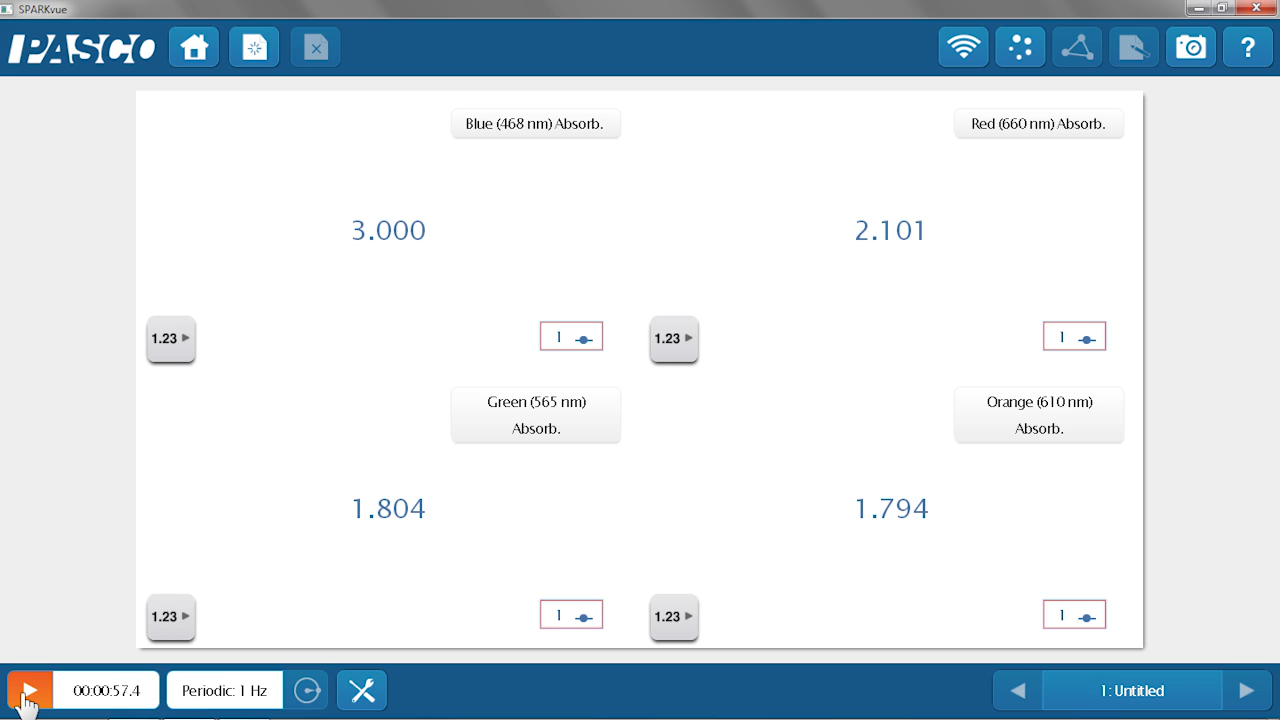 SPARKvue
PASCO
?
Blue (468 nm) Absorb.
Red (660 nm) Absorb.
3.000
2.101
1.23
1
1.23
1
Green (565 nm)
Absorb.
Orange (610 nm)
Absorb.
1.804
1.794
1.23
1
1.23
1
00:00:57.4
Periodic: 1 Hz
1: Untitled